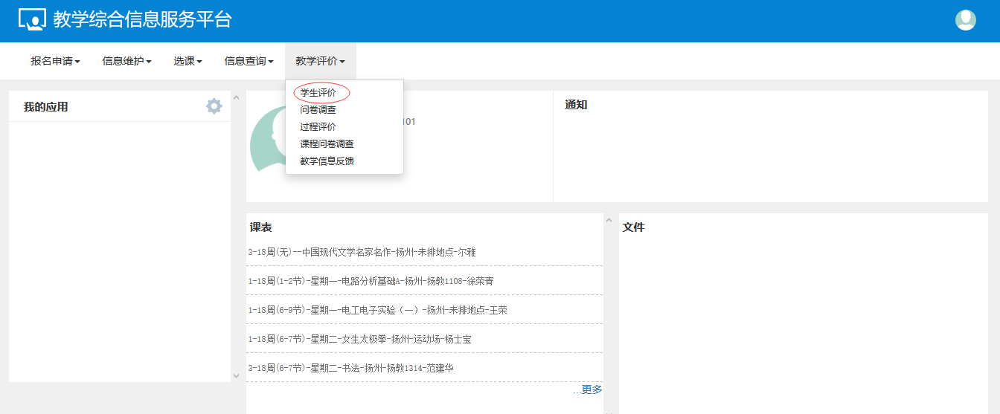 教学综合信息服务平台
报名申请 信息维护 选课 信息查询 教学评价
学生评价
问卷调查
过程评价
课程问卷调查
教学信息反馈
我的应用
101
通知
课表
3-18周(无)--中国现代文学名家名作-扬州-未排地点-尔雅
1-18周(1-2节)-星期一-电路分析基础A-扬州-扬教1108-徐荣青
1-18周(6-9节)-星期一-电工电子实验（一）-扬州-未排地点-王荣
1-18周(6-7节)-星期二-女生太极拳-扬州-运动场-杨士宝
3-18周(6-7节)-星期二-书法-扬州-扬教1314-范建华
...更多
文件